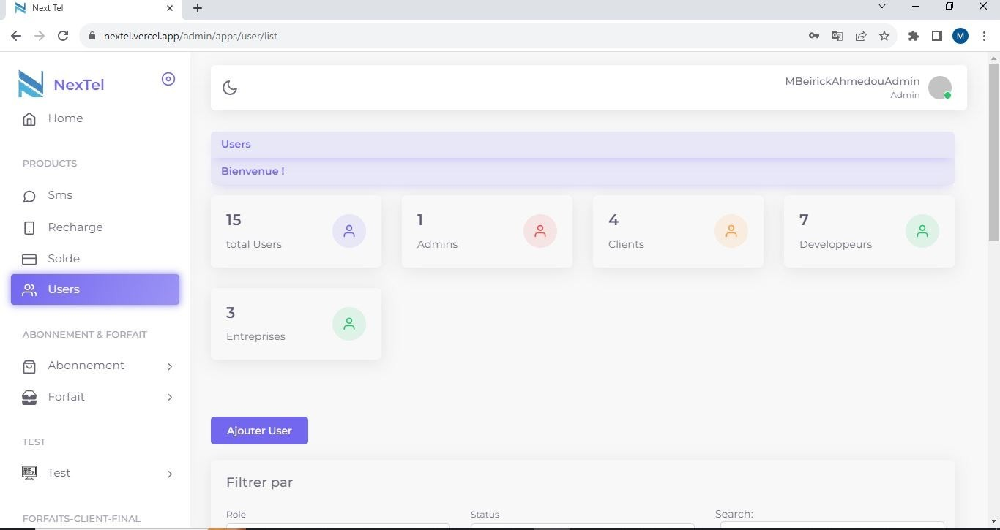 Next Tel
nextel.vercel.app/admin/apps/user/list
M
NexTel
MBeirickAhmedouAdmin
Admin
Home
Users
PRODUCTS
Bienvenue !
Sms
Recharge
Solde
Users
15
total Users
1
Admins
4
Clients
7
Developpeurs
3
Entreprises
ABONNEMENT & FORFAIT
Abonnement
Forfait
Ajouter User
TEST
Test
Filtrer par
FORFAITS-CLIENT-FINAL
Role
Status
Search: